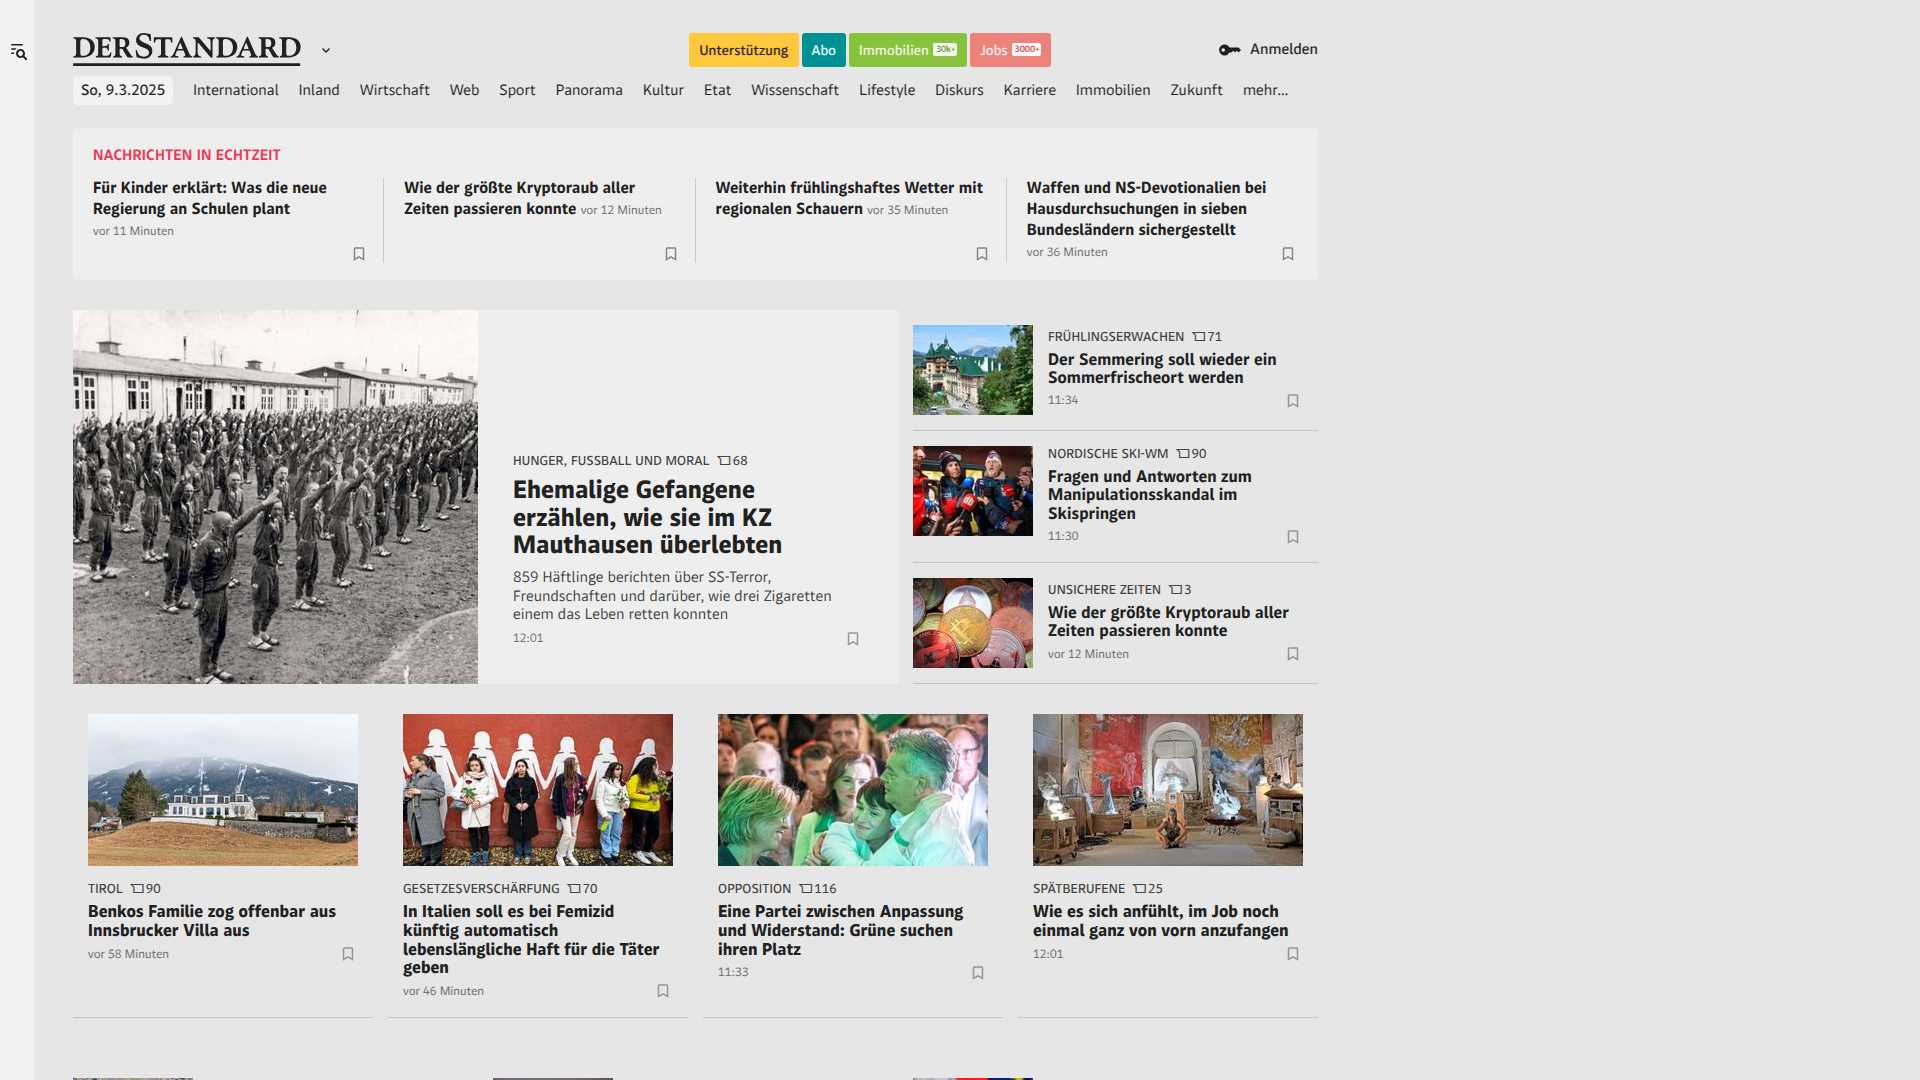 DERSTANDARD
Unterstützung
Abo
Immobilien 30k+
Jobs 3000+
Anmelden
So, 9.3.2025
International
Inland
Wirtschaft
Web
Sport
Panorama
Kultur
Etat
Wissenschaft
Lifestyle
Diskurs
Karriere
Immobilien
Zukunft
mehr...
NACHRICHTEN IN ECHTZEIT
Für Kinder erklärt: Was die neue
Regierung an Schulen plant
vor 11 Minuten
Wie der größte Kryptoraub aller
Zeiten passieren konnte vor 12 Minuten
Weiterhin frühlingshaftes Wetter mit
regionalen Schauern vor 35 Minuten
Waffen und NS-Devotionalien bei
Hausdurchsuchungen in sieben
Bundesländern sichergestellt
vor 36 Minuten
HUNGER, FUSSBALL UND MORAL 68
Ehemalige Gefangene
erzählen, wie sie im KZ
Mauthausen überlebten
859 Häftlinge berichten über SS-Terror,
Freundschaften und darüber, wie drei Zigaretten
einem das Leben retten konnten
12:01
FRÜHLINGSERWACHEN 71
Der Semmering soll wieder ein
Sommerfrischeort werden
11:34
NORDISCHE SKI-WM 90
Fragen und Antworten zum
Manipulationsskandal im
Skispringen
11:30
UNSICHERE ZEITEN 3
Wie der größte Kryptoraub aller
Zeiten passieren konnte
vor 12 Minuten
TIROL 90
Benkos Familie zog offenbar aus
Innsbrucker Villa aus
vor 58 Minuten
GESETZESVERSCHÄRFUNG 70
In Italien soll es bei Femizid
künftig automatisch
lebenslängliche Haft für die Täter
geben
vor 46 Minuten
OPPOSITION 116
Eine Partei zwischen Anpassung
und Widerstand: Grüne suchen
ihren Platz
11:33
SPÄTBERUFENE 25
Wie es sich anfühlt, im Job noch
einmal ganz von vorn anzufangen
12:01